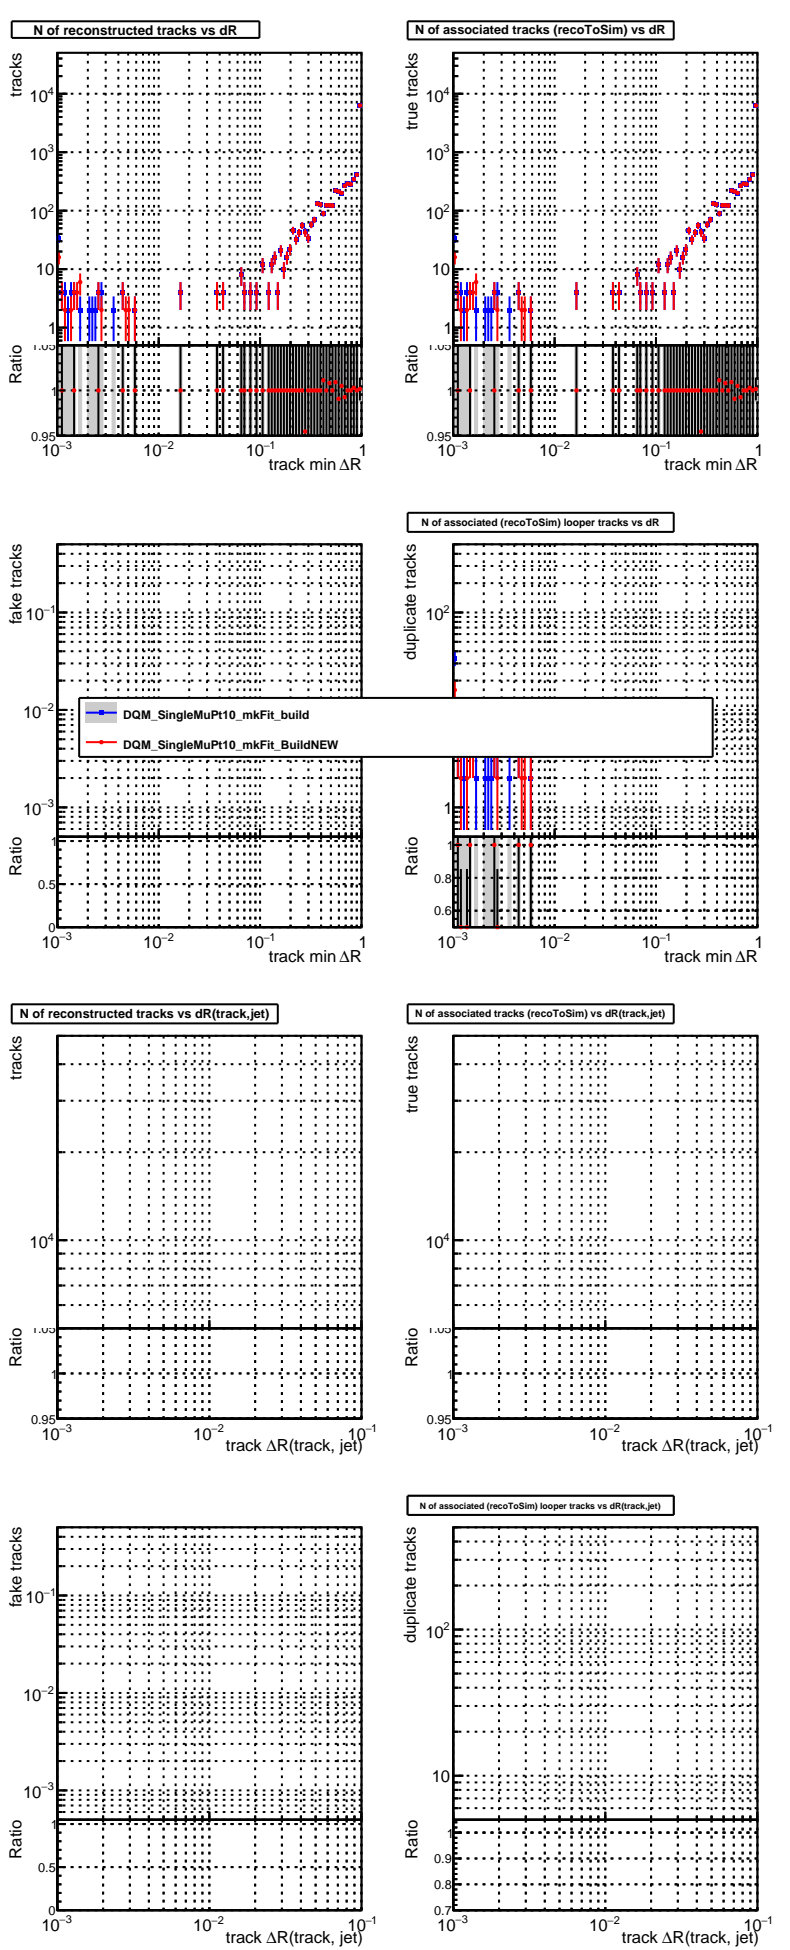 N of reconstructed tracks vs dR
N of associated tracks (recoToSim) vs dR
tracks
10⁴
10³
10²
10
1
true tracks
10⁴
10³
10²
10
1
Ratio
1.05
1
0.95
10⁻³
10⁻²
10⁻¹
1
track min ΔR
Ratio
1.05
1
0.95
10⁻³
10⁻²
10⁻¹
1
track min ΔR
N of associated (recoToSim) looper tracks vs dR
fake tracks
10⁻¹
10⁻²
10⁻³
duplicate tracks
10²
1
DQM_SingleMuPt10_mkFit_build
DQM_SingleMuPt10_mkFit_BuildNEW
Ratio
1
0.5
0
10⁻³
10⁻²
10⁻¹
1
track min ΔR
Ratio
1
0.8
0.6
10⁻³
10⁻²
10⁻¹
1
track min ΔR
N of reconstructed tracks vs dR(track,jet)
N of associated tracks (recoToSim) vs dR(track,jet)
tracks
10⁴
true tracks
10⁴
Ratio
1.05
1
0.95
10⁻³
10⁻²
10⁻¹
track ΔR(track, jet)
Ratio
1.05
1
0.95
10⁻³
10⁻²
10⁻¹
track ΔR(track, jet)
N of associated (recoToSim) looper tracks vs dR(track,jet)
fake tracks
10⁻¹
10⁻²
10⁻³
duplicate tracks
10²
10
Ratio
1
0.5
0
10⁻³
10⁻²
10⁻¹
track ΔR(track, jet)
Ratio
1
0.9
0.8
0.7
10⁻³
10⁻²
10⁻¹
track ΔR(track, jet)